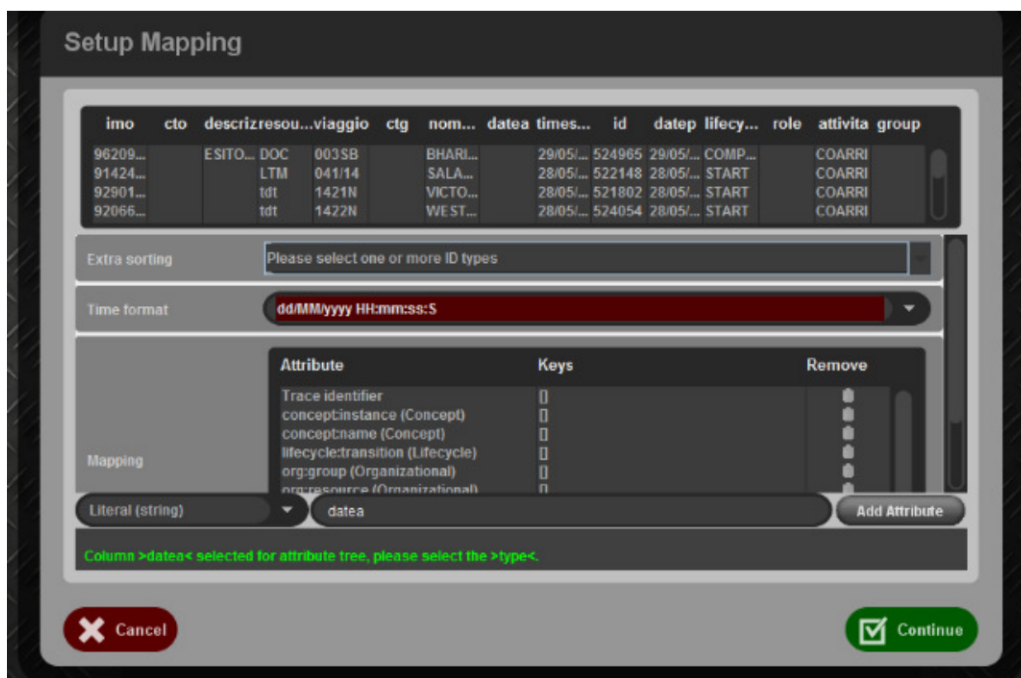 Setup Mapping
imo cto descriz resou... viaggio ctg nom... datea times... id datep lifecy... role attivita group
96209... ESITO... DOC 003SB BHARI... 29/05/... 524965 29/05/... COMP... COARRI
91424... LTM 041/14 SALA... 28/05/... 522148 28/05/... START COARRI
92901... tdt 1421N VICTO... 28/05/... 521802 28/05/... START COARRI
92066... tdt 1422N WEST... 28/05/... 524054 28/05/... START COARRI
Extra sorting Please select one or more ID types
Time format dd/MM/yyyy HH:mm:ss:S
Attribute Keys Remove
Trace identifier []
concept:instance (Concept) []
concept:name (Concept) []
lifecycle:transition (Lifecycle) []
Mapping
org:group (Organizational) []
org:resource (Organizational) []
Literal (string) datea Add Attribute
Column >datea< selected for attribute tree, please select the >type<.
Cancel Continue